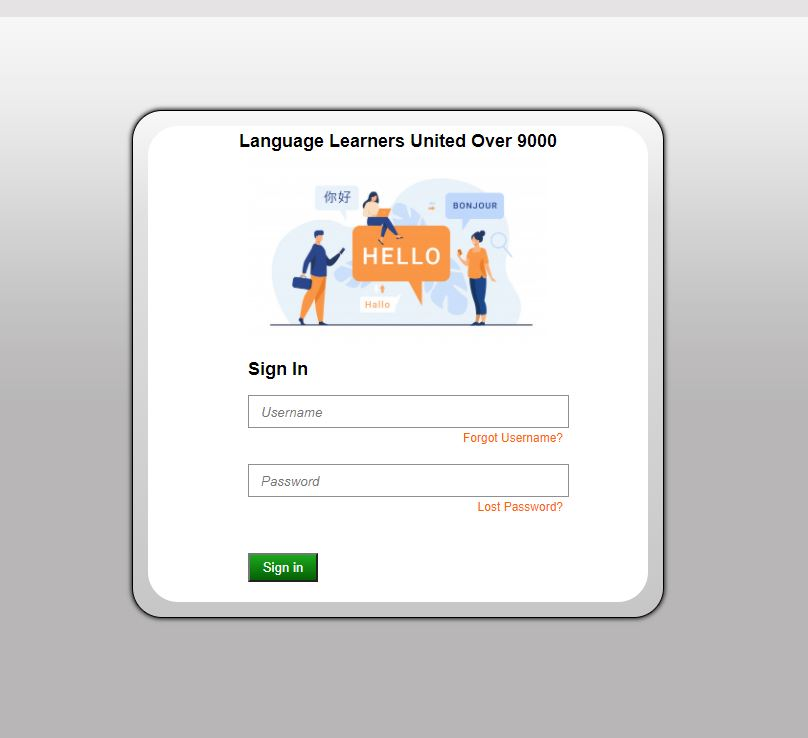 Language Learners United Over 9000
你好
BONJOUR
HELLO
Hallo
Sign In
Username
Forgot Username?
Password
Lost Password?
Sign in